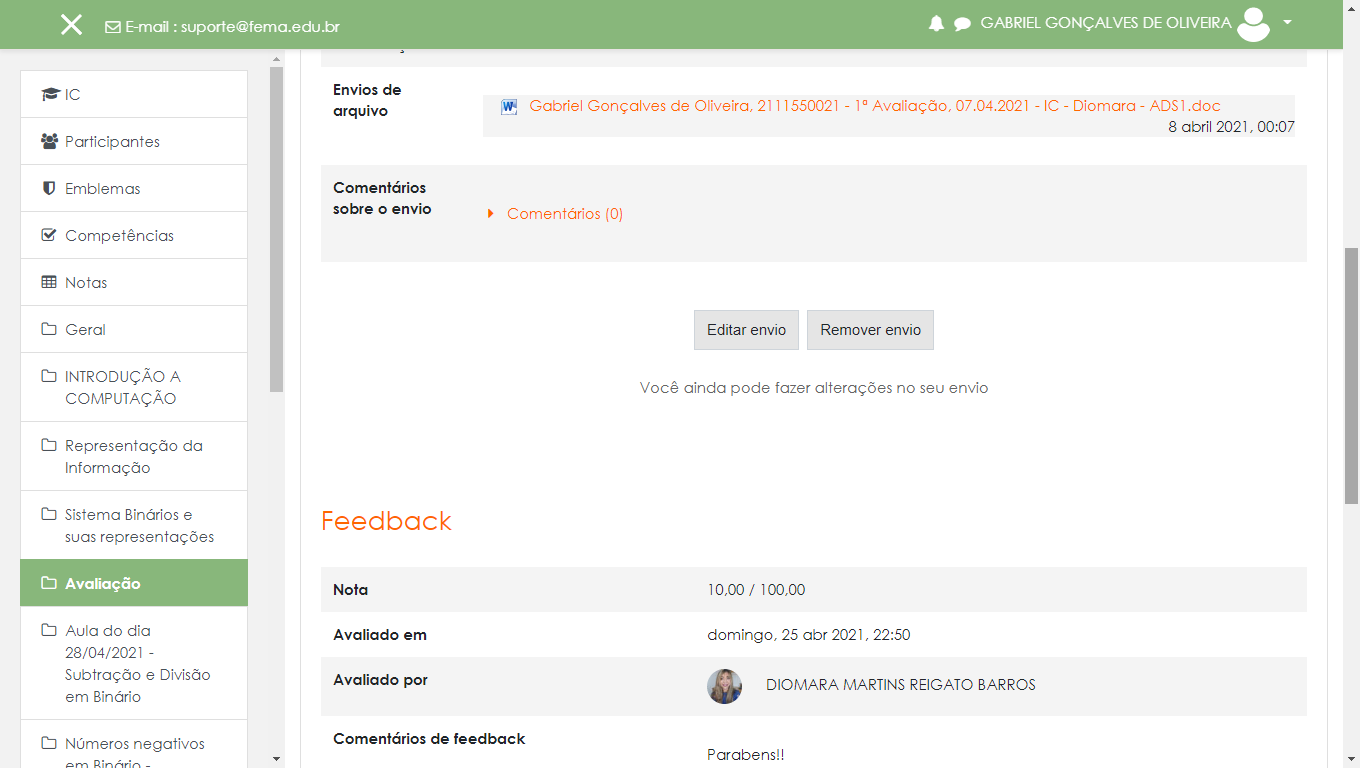 E-mail : suporte@fema.edu.br
GABRIEL GONÇALVES DE OLIVEIRA
IC
Participantes
Emblemas
Competências
Notas
Geral
INTRODUÇÃO A
COMPUTAÇÃO
Representação da
Informação
Sistema Binários e
suas representações
Avaliação
Aula do dia
28/04/2021 -
Subtração e Divisão
em Binário
Números negativos
em Binário -
Envios de
arquivo
Gabriel Gonçalves de Oliveira, 2111550021 - 1ª Avaliação, 07.04.2021 - IC - Diomara - ADS1.doc
8 abril 2021, 00:07
Comentários
sobre o envio
Comentários (0)
Editar envio
Remover envio
Você ainda pode fazer alterações no seu envio
Feedback
Nota
10,00 / 100,00
Avaliado em
domingo, 25 abr 2021, 22:50
Avaliado por
DIOMARA MARTINS REIGATO BARROS
Comentários de feedback
Parabens!!